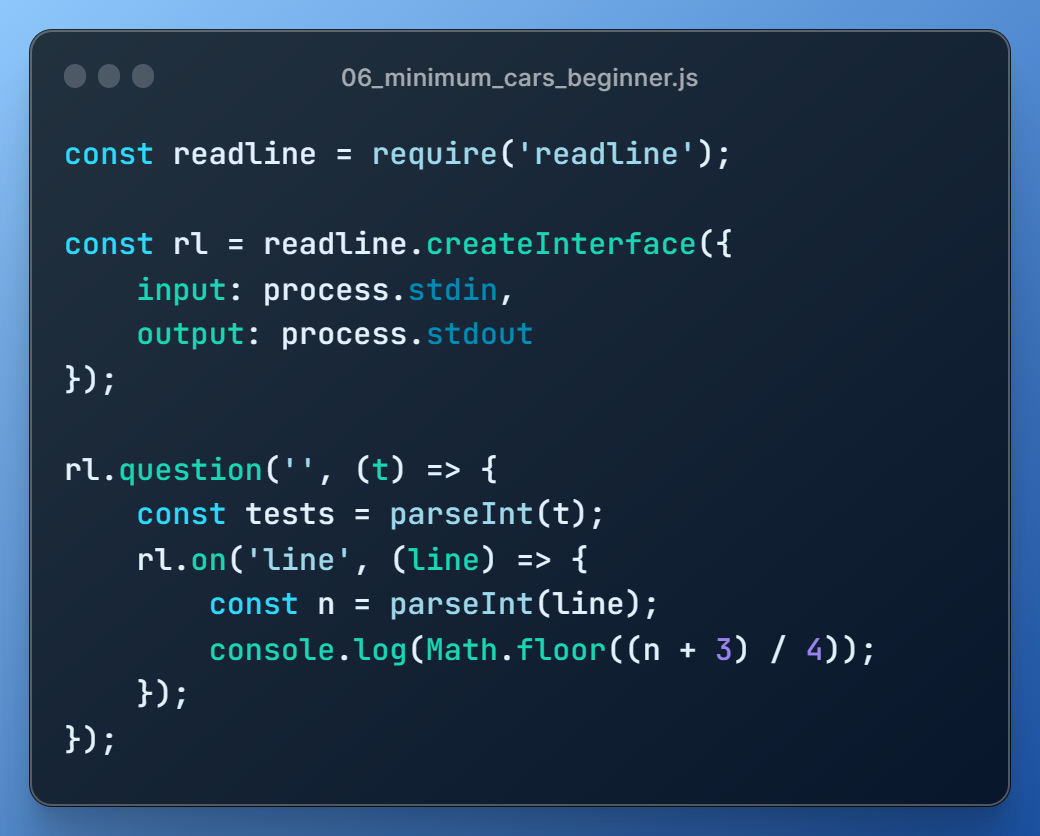 06_minimum_cars_beginner.js
const readline = require('readline');
const rl = readline.createInterface({
    input: process.stdin,
    output: process.stdout
});
rl.question('', (t) => {
    const tests = parseInt(t);
    rl.on('line', (line) => {
        const n = parseInt(line);
        console.log(Math.floor((n + 3) / 4));
    });
});